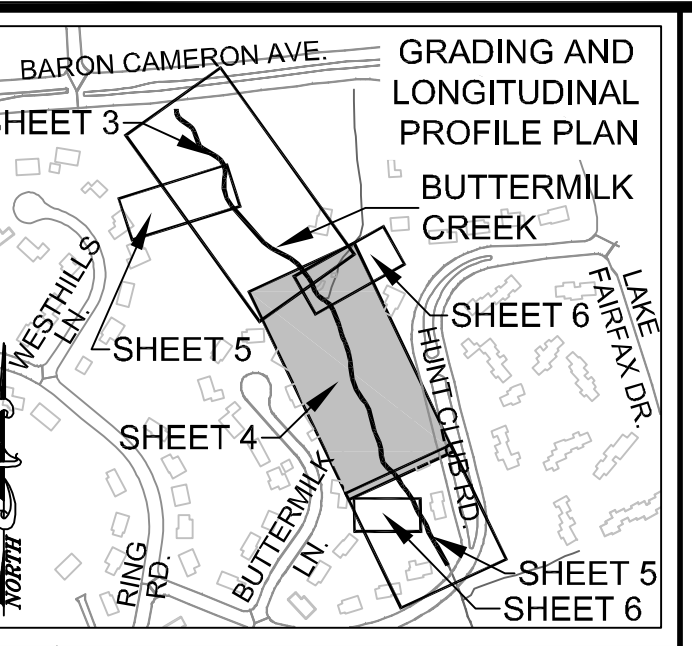 BARON CAMERON AVE.
GRADING AND
LONGITUDINAL
PROFILE PLAN
SHEET 3
BUTTERMILK
CREEK
WESTHILLS
LN.
SHEET 5
SHEET 6
LAKE
FAIRFAX DR.
HUNT CLUB RD.
SHEET 4
BUTTERMILK
LN.
RING
RD.
NORTH
SHEET 5
SHEET 6